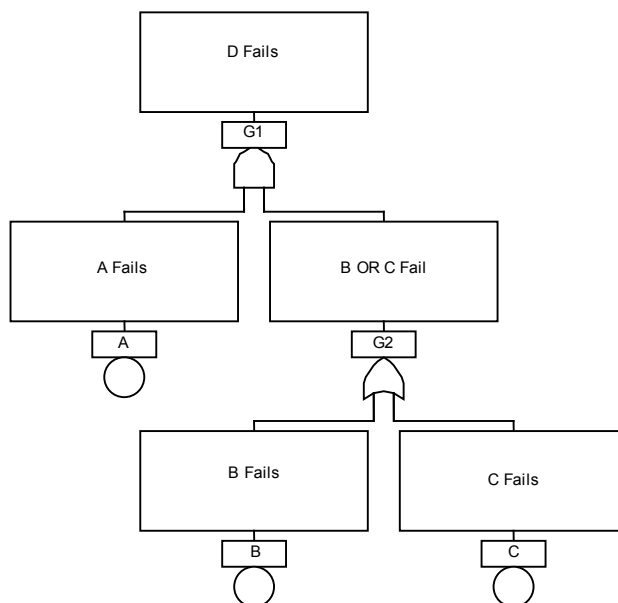 D Fails
G1
A Fails
B OR C Fail
A
G2
B Fails
C Fails
B
C